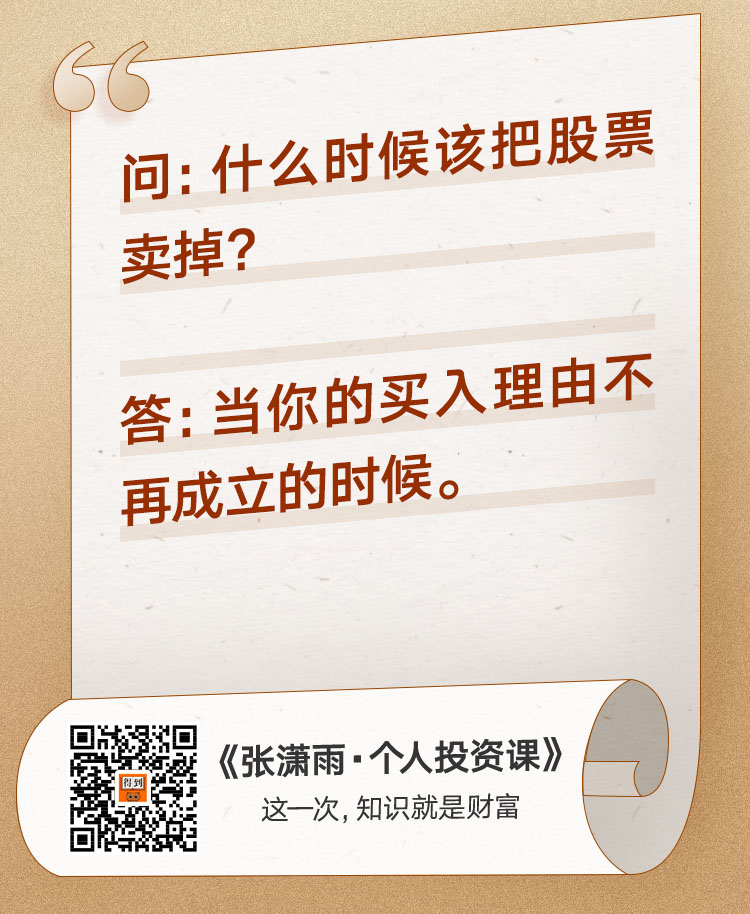 问：什么时候该把股票
卖掉？
答：当你的买入理由不
再成立的时候。
得到
《张潇雨·个人投资课》
这一次，知识就是财富